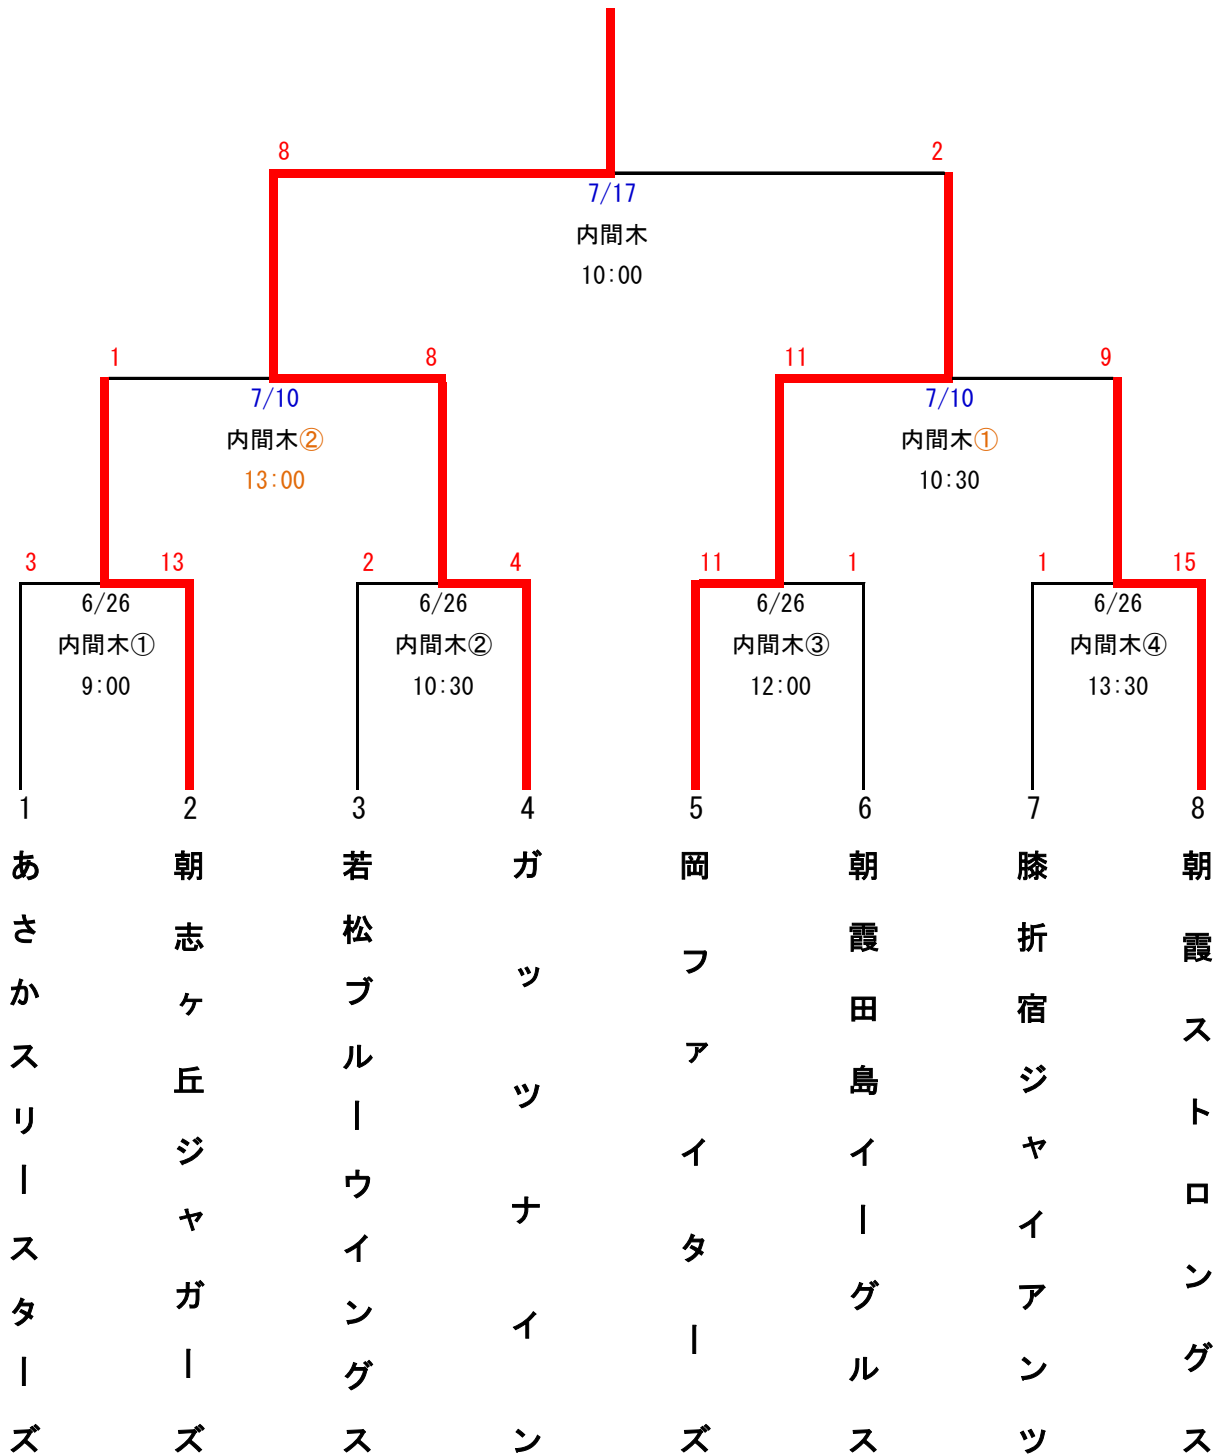 8 2
7/17
内間木
10:00
1 8 11 9
7/10 7/10
内間木② 内間木①
13:00 10:30
3 13 2 4 11 1 1 15
6/26 6/26 6/26 6/26
内間木① 内間木② 内間木③ 内間木④
9:00 10:30 12:00 13:30
1 2 3 4 5 6 7 8
あさかスリースターズ
朝志ヶ丘ジャガーズ
若松ブルーウイングス
ガッツナイン
岡ファイターズ
朝霞田島イーグルス
膝折宿ジャイアンツ
朝霞ストロングス